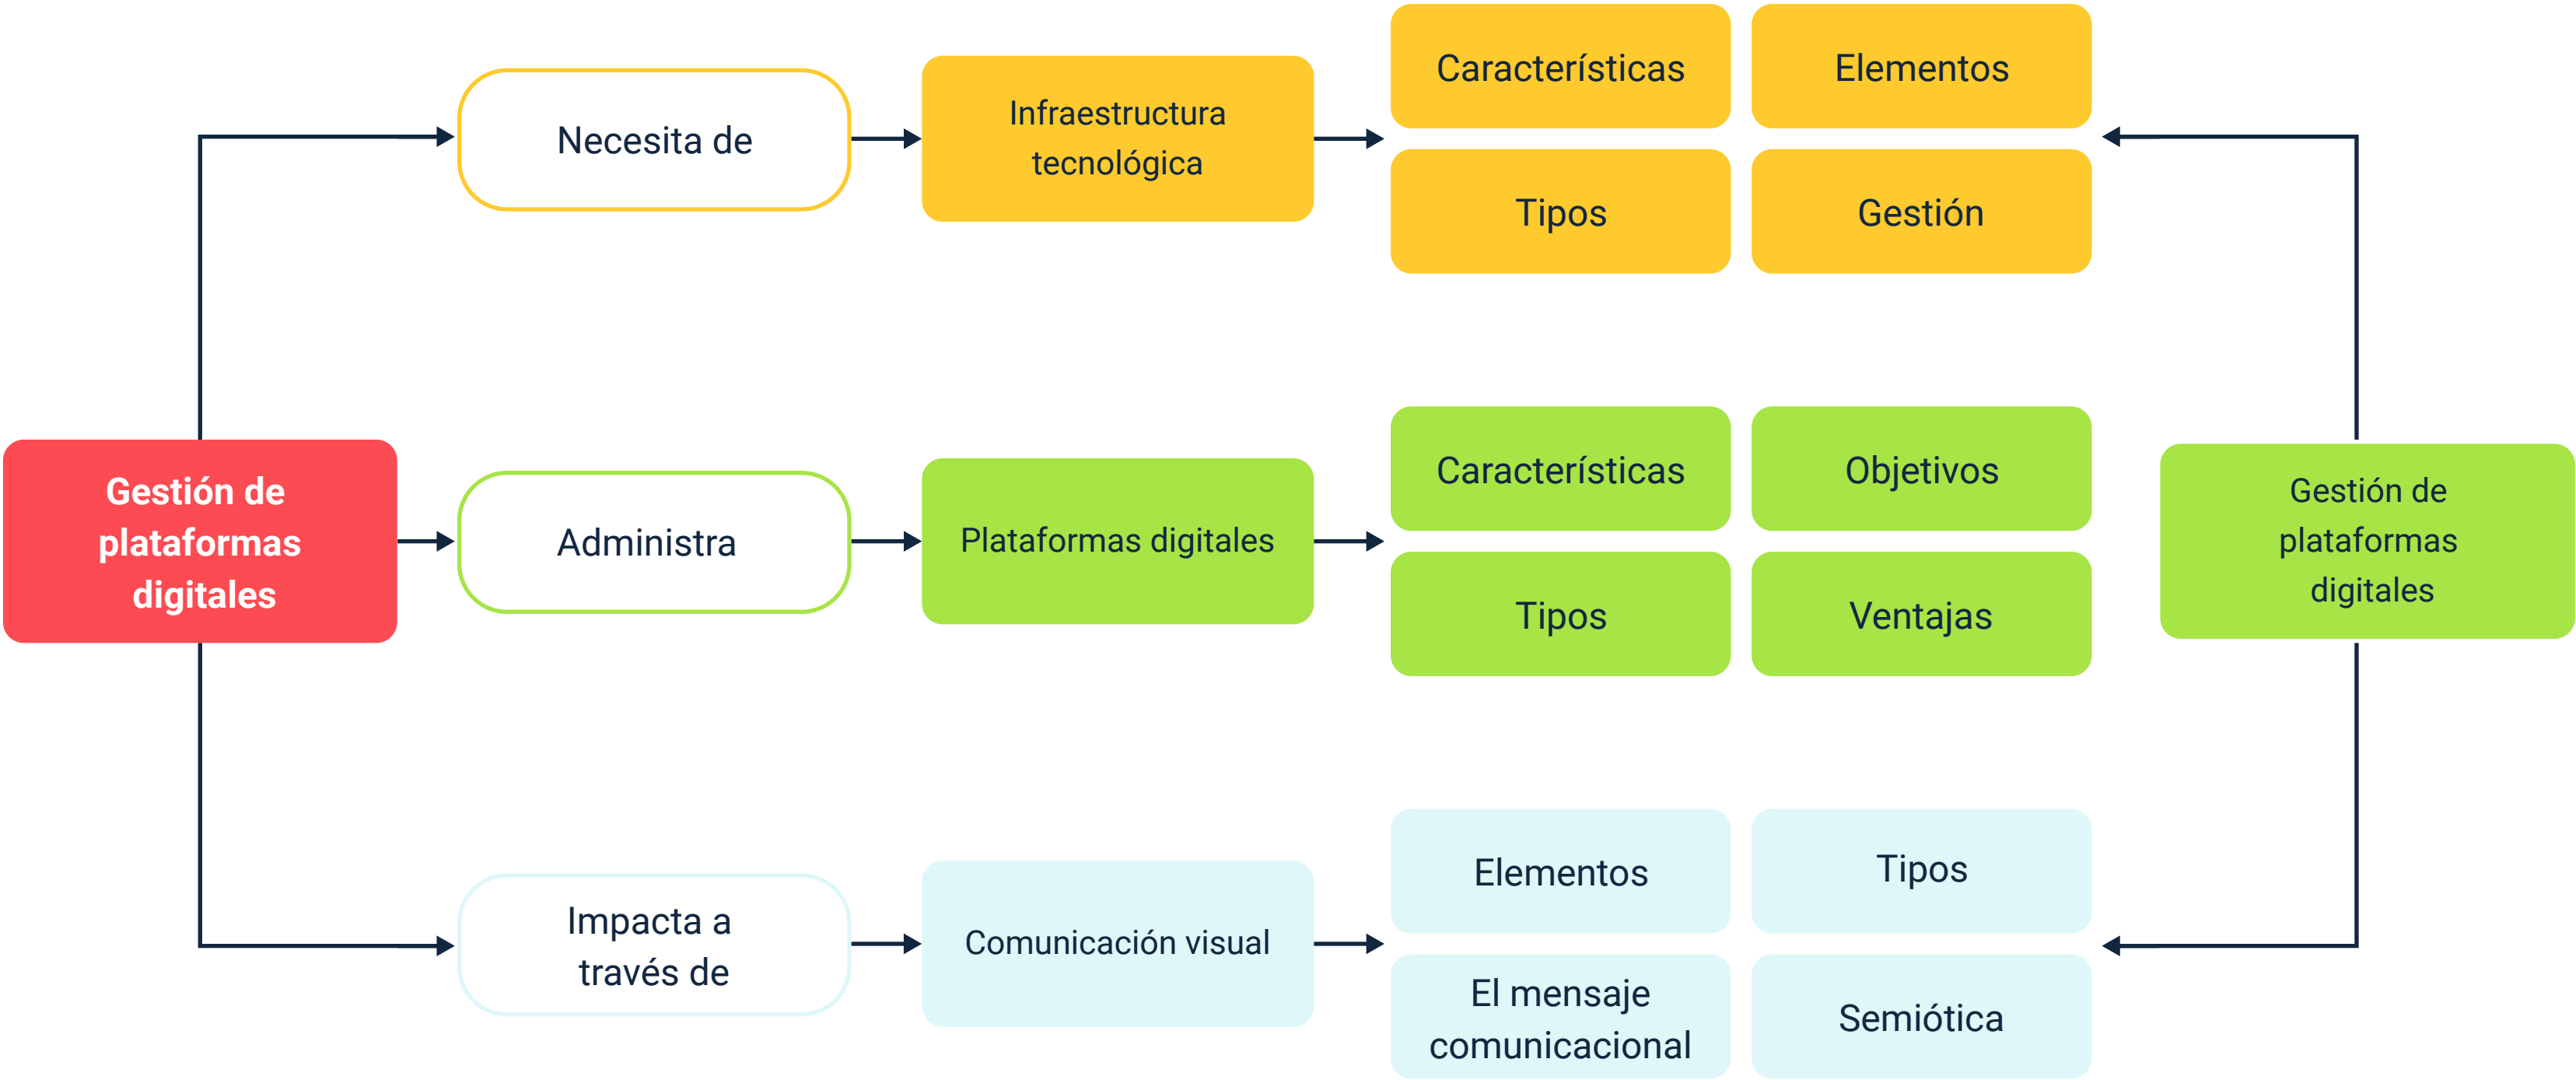 Gestión de
plataformas
digitales
Necesita de
Infraestructura
tecnológica
Características
Elementos
Tipos
Gestión
Administra
Plataformas digitales
Características
Objetivos
Tipos
Ventajas
Impacta a
través de
Comunicación visual
Elementos
Tipos
El mensaje
comunicacional
Semiótica
Gestión de
plataformas
digitales